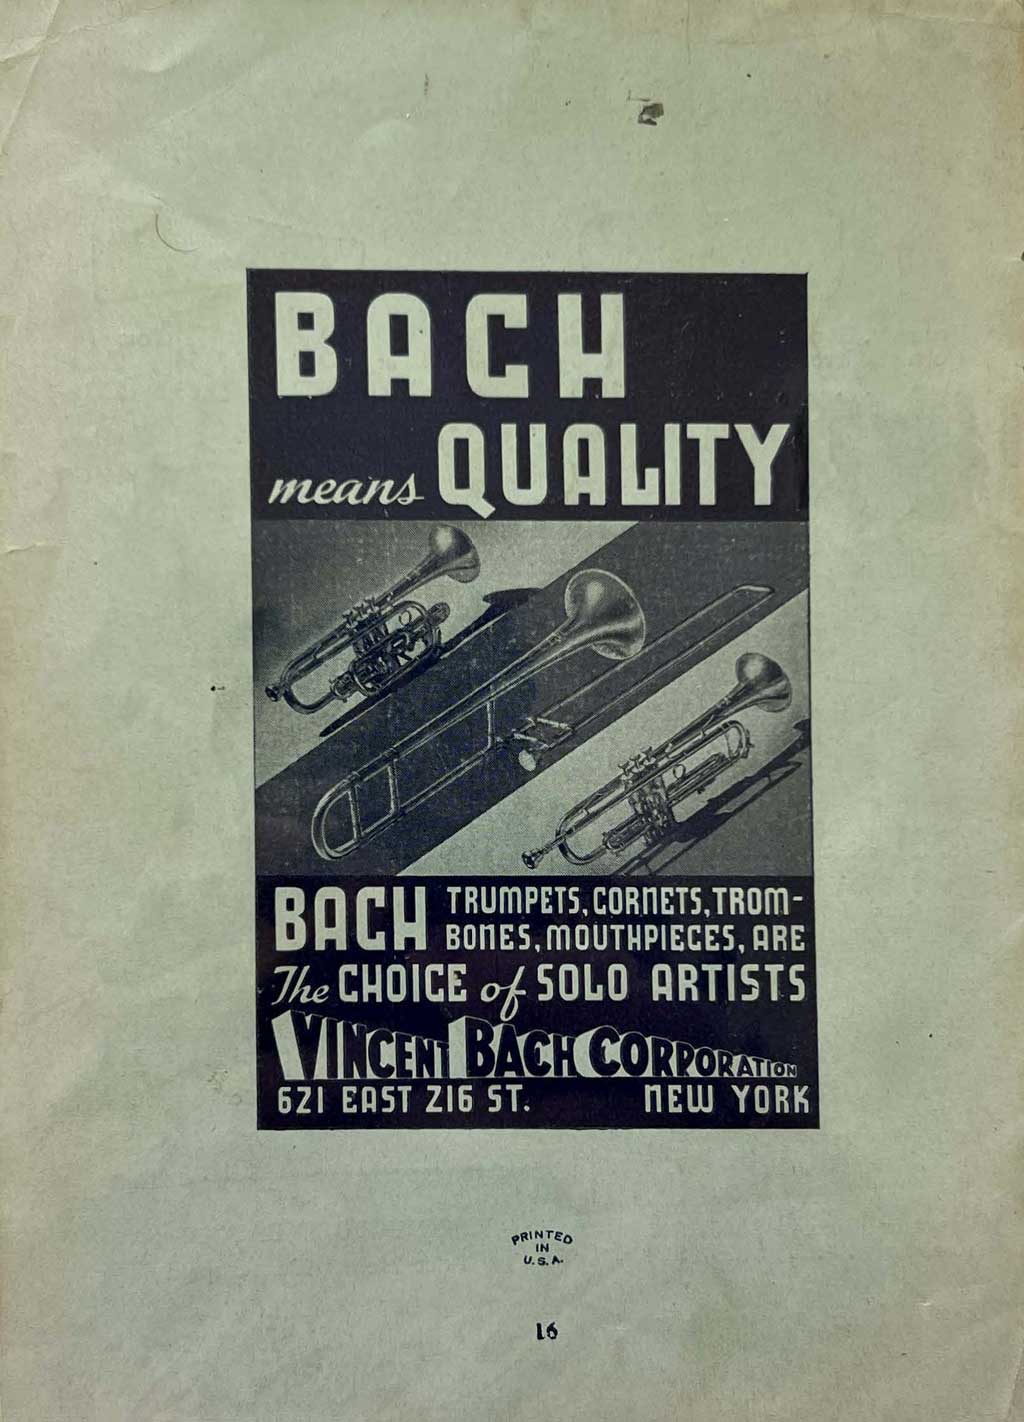 BACH
means QUALITY
BACH TRUMPETS, CORNETS, TROM-
BONES, MOUTHPIECES, ARE
The CHOICE of SOLO ARTISTS
VINCENT BACH CORPORATION
621 EAST 216 ST. NEW YORK
PRINTED
IN
U.S.A.
16